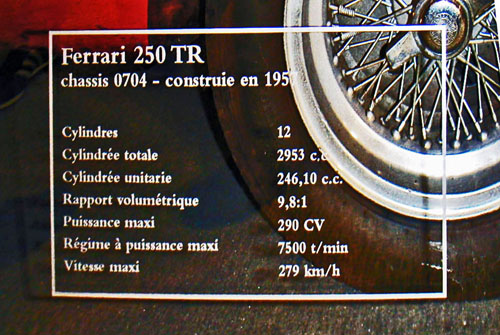 Ferrari 250 TR
chassis 0704 - construie en 195
Cylindres 12
Cylindrée totale 2953 c.c.
Cylindrée unitarie 246,10 c.c.
Rapport volumétrique 9,8:1
Puissance maxi 290 CV
Régime à puissance maxi 7500 t/min
Vitesse maxi 279 km/h